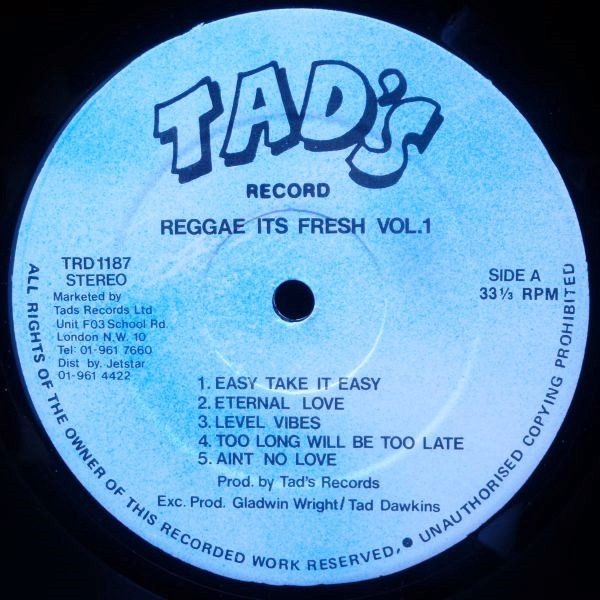 TAD's
RECORD
REGGAE ITS FRESH VOL.1
TRD1187
STEREO
Marketed by
Tads Records Ltd
Unit F03 School Rd.
London N.W. 10
Tel: 01-961 7660
Dist by. Jetstar
01-961 4422
SIDE A
33 1/3 RPM
1. EASY TAKE IT EASY
2. ETERNAL LOVE
3. LEVEL VIBES
4. TOO LONG WILL BE TOO LATE
5. AINT NO LOVE
Prod. by Tad's Records
Exc. Prod. Gladwin Wright/Tad Dawkins
ALL RIGHTS OF THE OWNER OF THIS RECORDED WORK RESERVED, ● UNAUTHORISED COPYING PROHIBITED